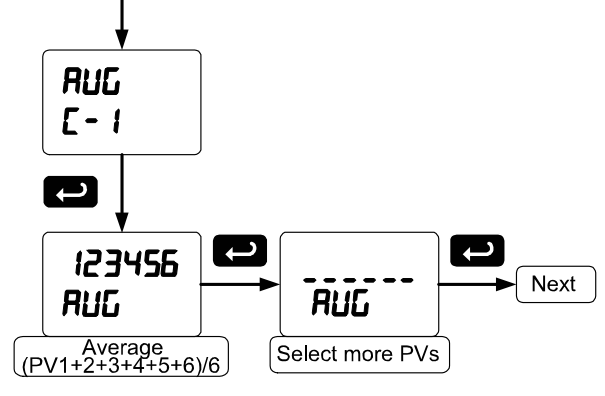 AVG
C-1
123456
AVG
Average
(PV1+2+3+4+5+6)/6
------
AVG
Select more PVs
Next